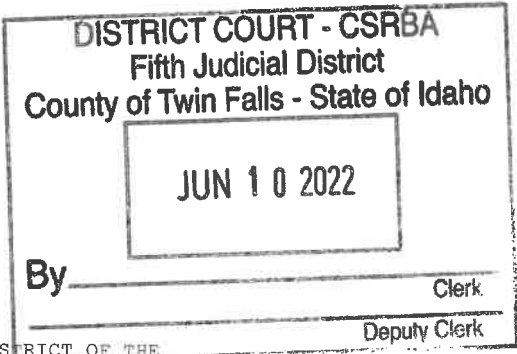 DISTRICT COURT - CSRBA
Fifth Judicial District
County of Twin Falls - State of Idaho
JUN 10 2022
By
Clerk
Deputy Clerk
STRICT OF THE